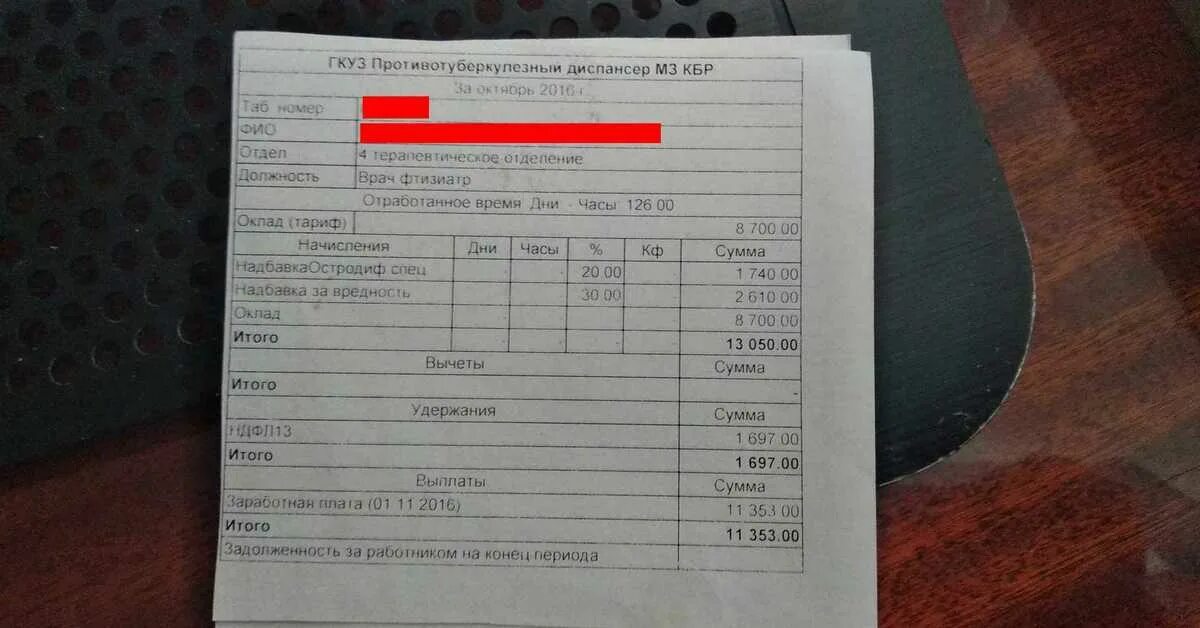 ГКУЗ Противотуберкулезный диспансер МЗ КБР
За октябрь 2016 г
Таб номер
ФИО
Отдел 4 терапевтическое отделение
Должность Врач фтизиатр
Отработанное время Дни - Часы 126 00
Оклад (тариф) 8 700 00
Начисления Дни Часы % Кф Сумма
НадбавкаОстродиф спец - - 20.00 - 1 740 00
Надбавка за вредность - - 30.00 - 2 610 00
Оклад - - - - 8 700 00
Итого 13 050.00
Вычеты Сумма
Итого -
Удержания Сумма
НДФЛ13 1 697 00
Итого 1 697.00
Выплаты Сумма
Заработная плата (01 11 2016) 11 353 00
Итого 11 353.00
Задолженность за работником на конец периода